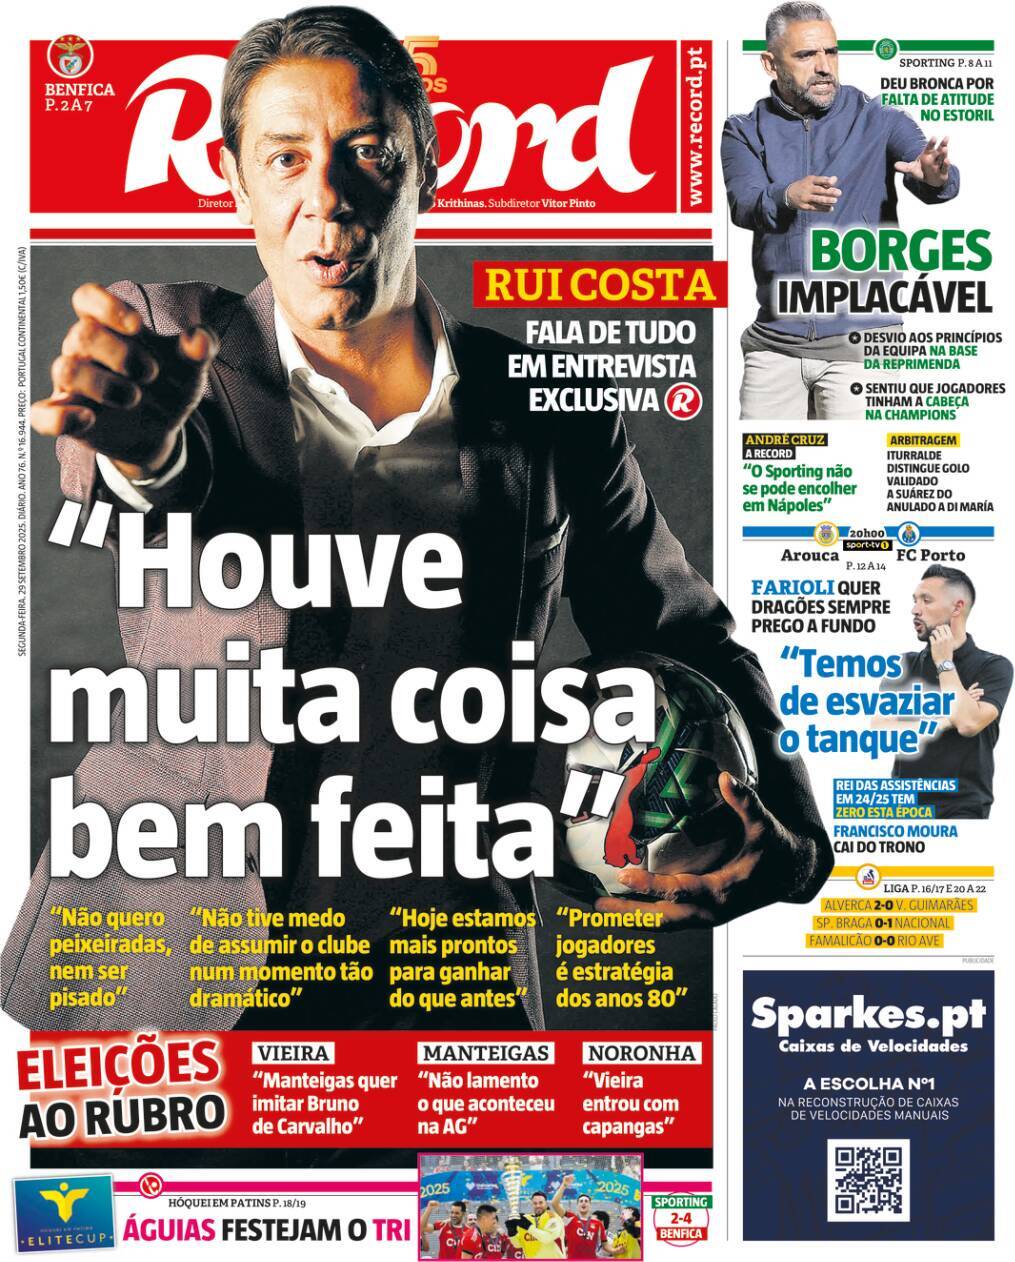 BENFICA
P. 2 A 7
Record
www.record.pt
Diretor
Krithinas. Subdiretor Vítor Pinto
SEGUNDA-FEIRA. 29 SETEMBRO 2025. DIÁRIO. ANO 76. N.º 16.944. PREÇO: PORTUGAL CONTINENTAL 1,50€ (C/IVA)
RUI COSTA
FALA DE TUDO
EM ENTREVISTA
EXCLUSIVA R
“Houve
muita coisa
bem feita”
“Não quero
peixeiradas,
nem ser
pisado”
“Não tive medo
de assumir o clube
num momento tão
dramático”
“Hoje estamos
mais prontos
para ganhar
do que antes”
“Prometer
jogadores
é estratégia
dos anos 80”
ELEIÇÕES
AO RUBRO
VIEIRA
“Manteigas quer
imitar Bruno
de Carvalho”
MANTEIGAS
“Não lamento
o que aconteceu
na AG”
NORONHA
“Vieira
entrou com
capangas”
HÓQUEI EM PATINS
ELITECUP
HÓQUEI EM PATINS P. 18/19
ÁGUIAS FESTEJAM O TRI
2025
2025
SPORTING
2-4
BENFICA
SPORTING P. 8 A 11
DEU BRONCA POR
FALTA DE ATITUDE
NO ESTORIL
BORGES
IMPLACÁVEL
DESVIO AOS PRINCÍPIOS
DA EQUIPA NA BASE
DA REPRIMENDA
SENTIU QUE JOGADORES
TINHAM A CABEÇA
NA CHAMPIONS
ANDRÉ CRUZ
A RECORD
“O Sporting não
se pode encolher
em Nápoles”
ARBITRAGEM
ITURRALDE
DISTINGUE GOLO
VALIDADO
A SUÁREZ DO
ANULADO A DI MARÍA
20h00
sport-tv1
Arouca FC Porto
P. 12 A 14
FARIOLI QUER
DRAGÕES SEMPRE
PREGO A FUNDO
“Temos
de esvaziar
o tanque”
REI DAS ASSISTÊNCIAS
EM 24/25 TEM
ZERO ESTA ÉPOCA
FRANCISCO MOURA
CAI DO TRONO
LIGA P. 16/17 E 20 A 22
ALVERCA 2-0 V. GUIMARÃES
SP. BRAGA 0-1 NACIONAL
FAMALICÃO 0-0 RIO AVE
PUBLICIDADE
Sparkes.pt
Caixas de Velocidades
A ESCOLHA Nº1
NA RECONSTRUÇÃO DE CAIXAS
DE VELOCIDADES MANUAIS